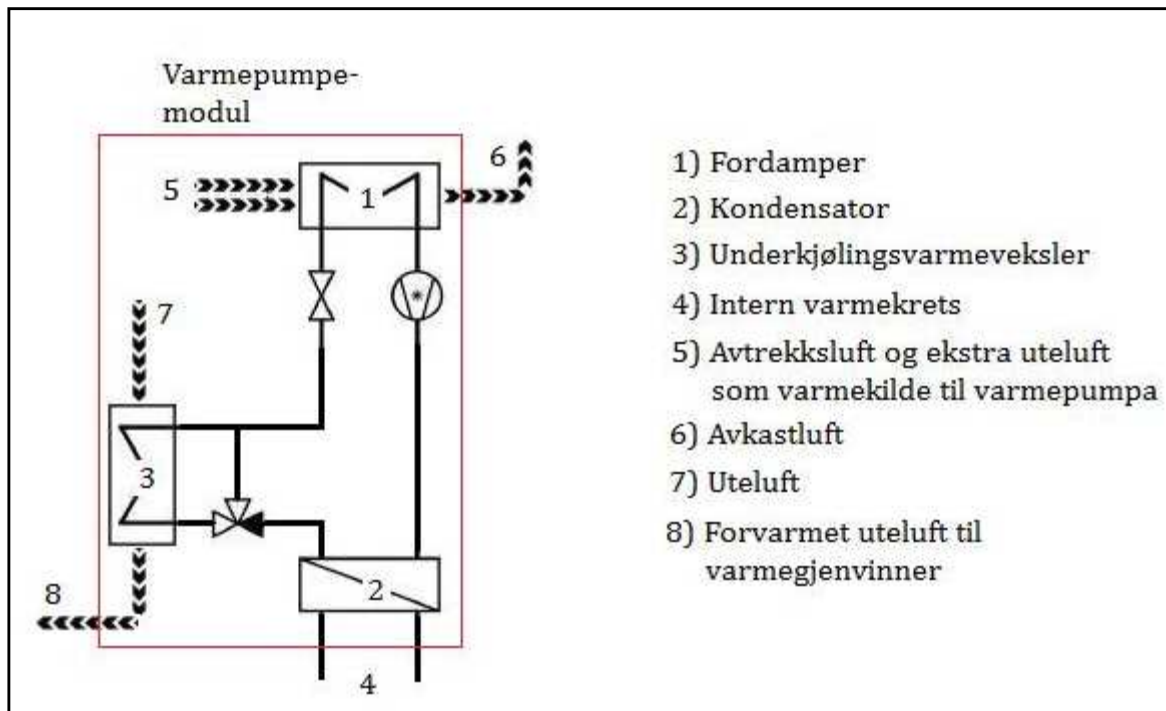 Varmepumpe-
modul
6
5
1
7
3
2
8
4
1) Fordamper
2) Kondensator
3) Underkjølingsvarmeveksler
4) Intern varmekrets
5) Avtrekksluft og ekstra uteluft
som varmekilde til varmepumpa
6) Avkastluft
7) Uteluft
8) Forvarmet uteluft til
varmegjenvinner